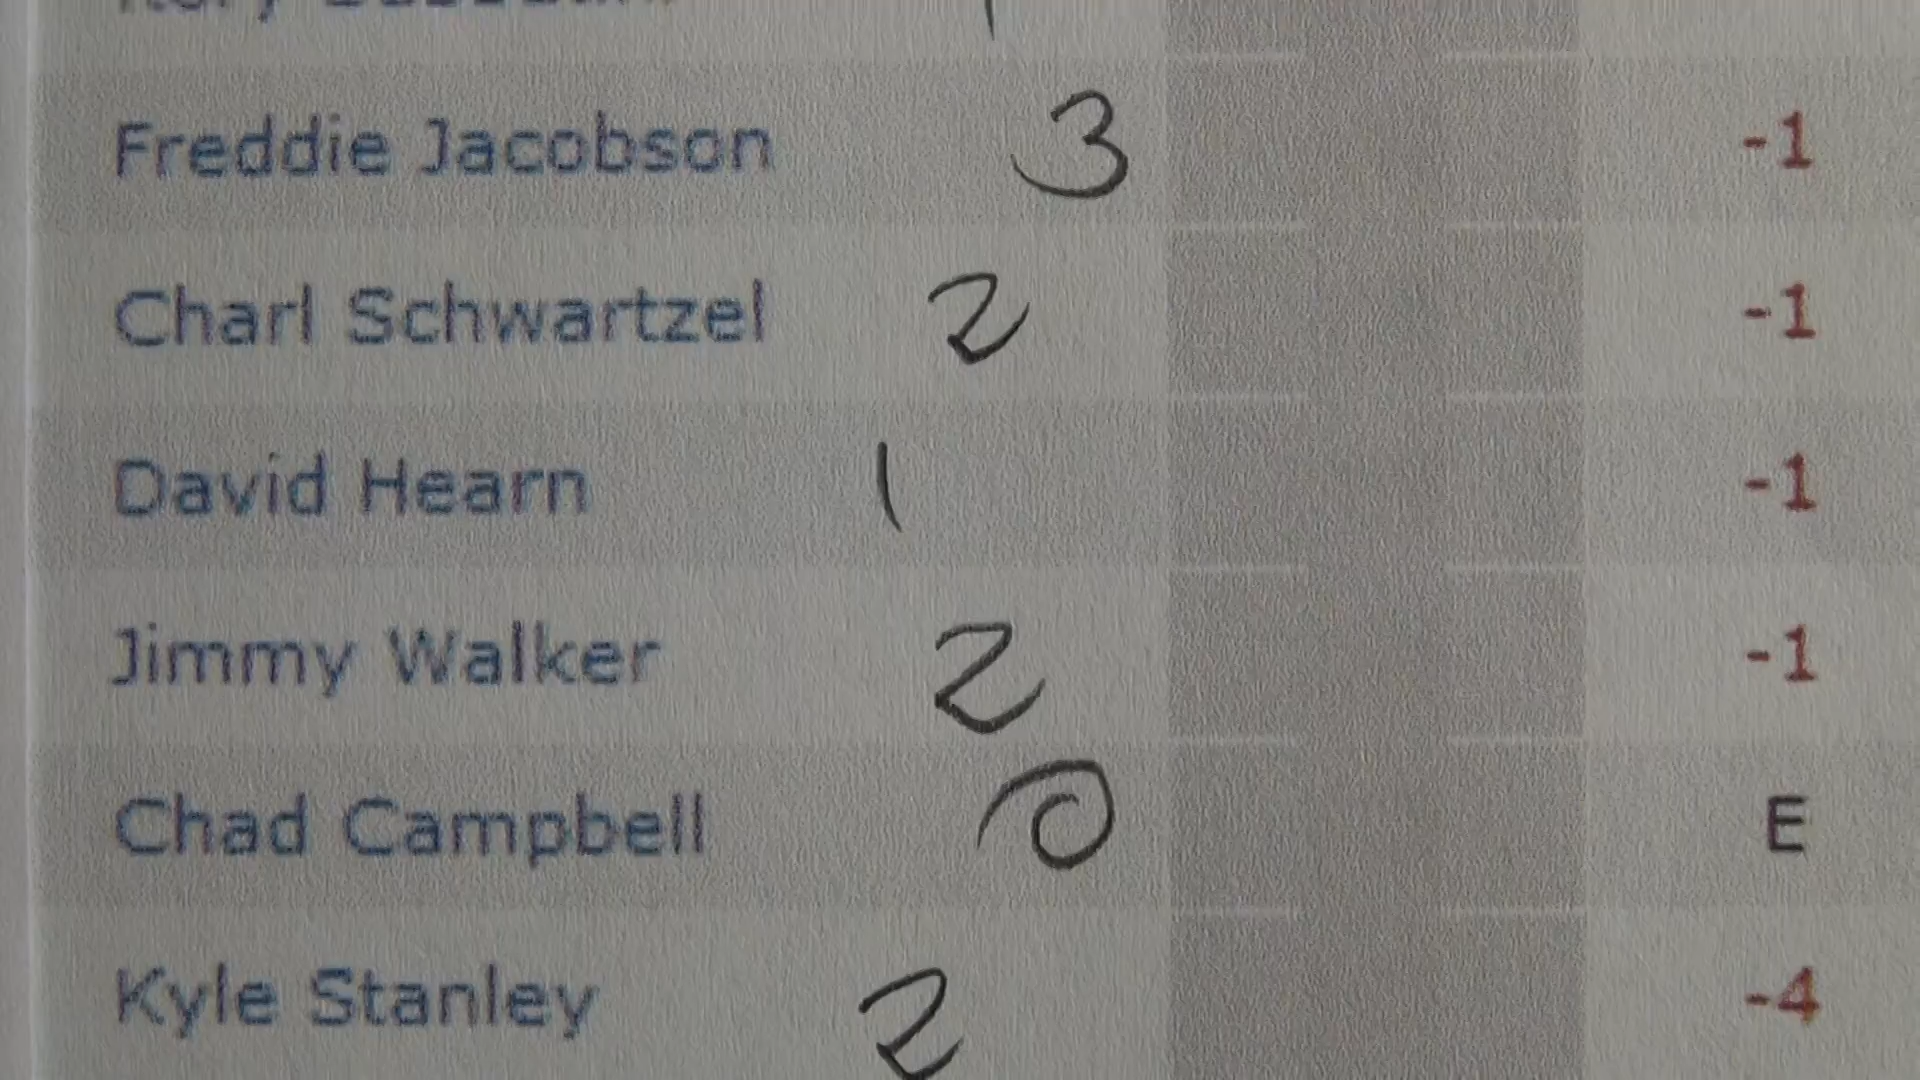 Freddie Jacobson 3 -1
Charl Schwartzel 2 -1
David Hearn 1 -1
Jimmy Walker 2 -1
Chad Campbell 0 E
Kyle Stanley 2 -4